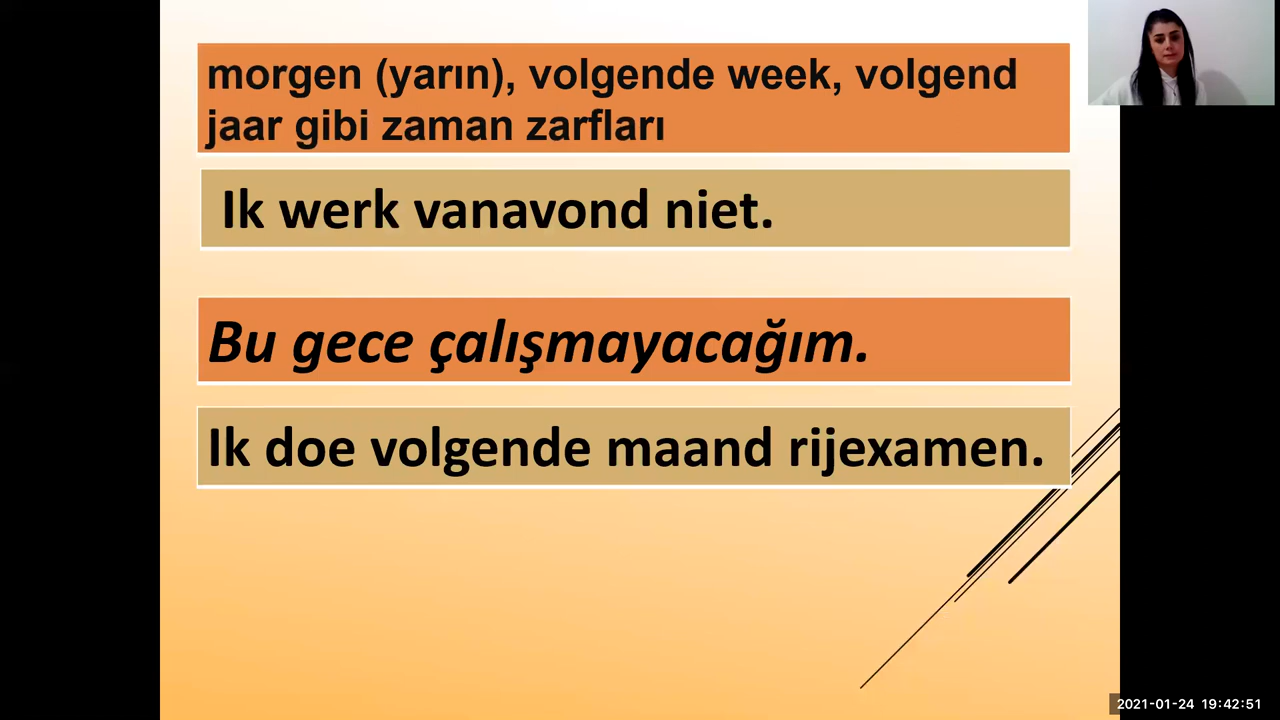 morgen (yarın), volgende week, volgend
jaar gibi zaman zarfları
Ik werk vanavond niet.
Bu gece çalışmayacağım.
Ik doe volgende maand rijexamen.
2021-01-24 19:42:51